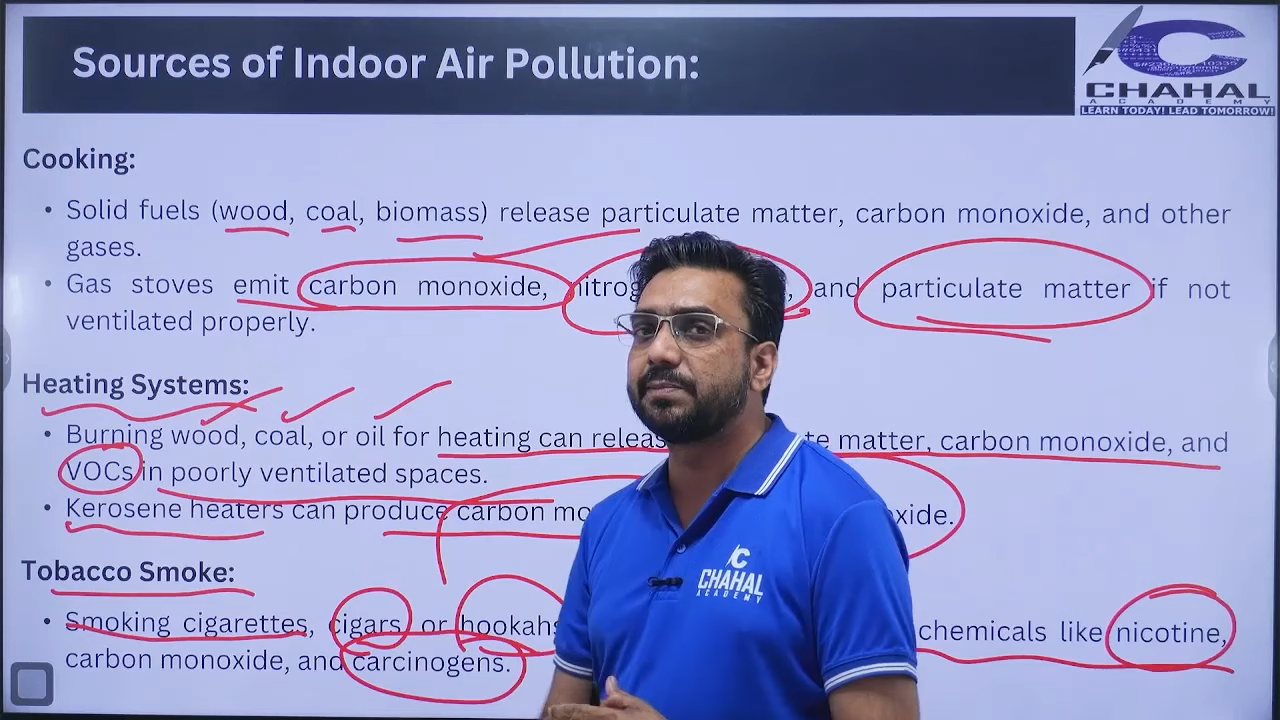 Sources of Indoor Air Pollution:
CHAHAL
ACADEMY
LEARN TODAY! LEAD TOMORROW!
Cooking:
• Solid fuels (wood, coal, biomass) release particulate matter, carbon monoxide, and other
gases.
• Gas stoves emit carbon monoxide, and particulate matter if not
ventilated properly.
Heating Systems:
• Burning wood, coal, or oil for heating can matter, carbon monoxide, and
VOCs in poorly ventilated spaces.
• Kerosene heaters can produce carbon
Tobacco Smoke:
• Smoking cigarettes, cigars or hookahs chemicals like nicotine,
carbon monoxide, and carcinogens.
CHAHAL
ACADEMY